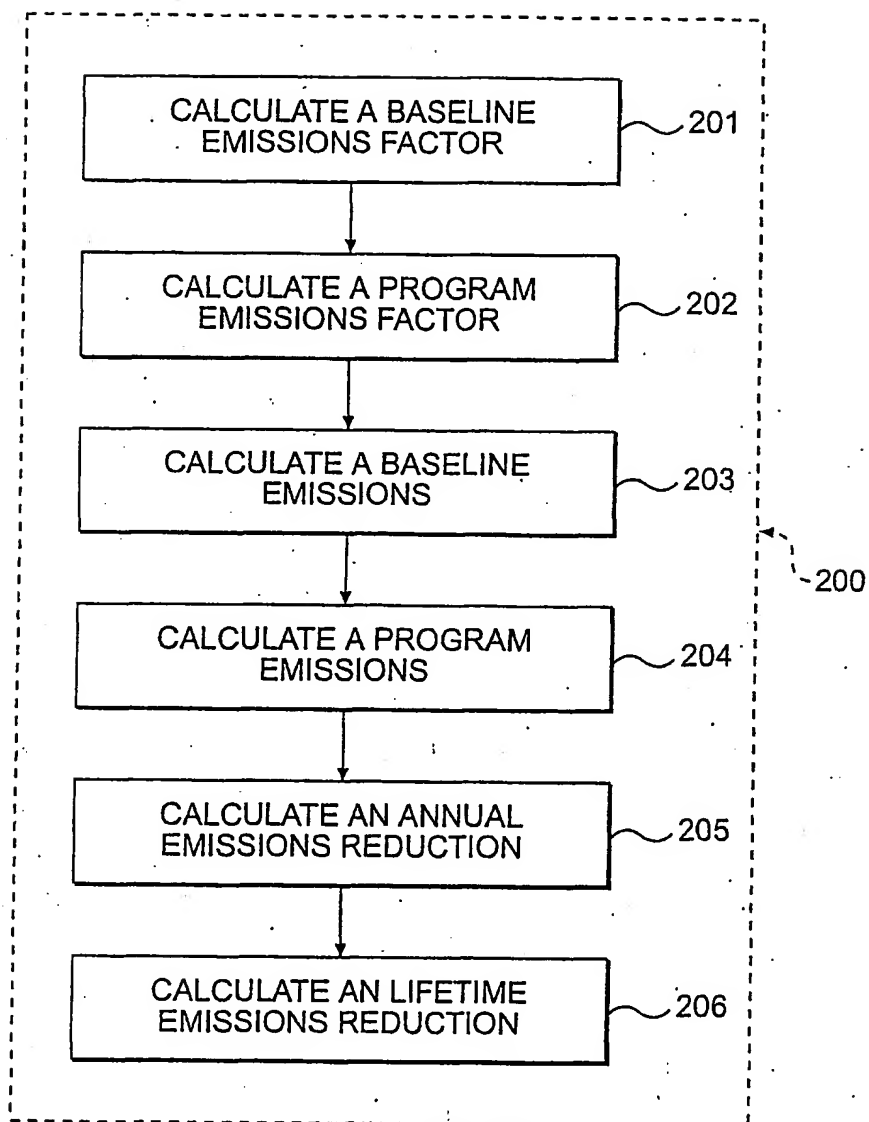 CALCULATE A BASELINE
EMISSIONS FACTOR
201
CALCULATE A PROGRAM
EMISSIONS FACTOR
202
CALCULATE A BASELINE
EMISSIONS
203
200
CALCULATE A PROGRAM
EMISSIONS
204
CALCULATE AN ANNUAL
EMISSIONS REDUCTION
205
CALCULATE AN LIFETIME
EMISSIONS REDUCTION
206